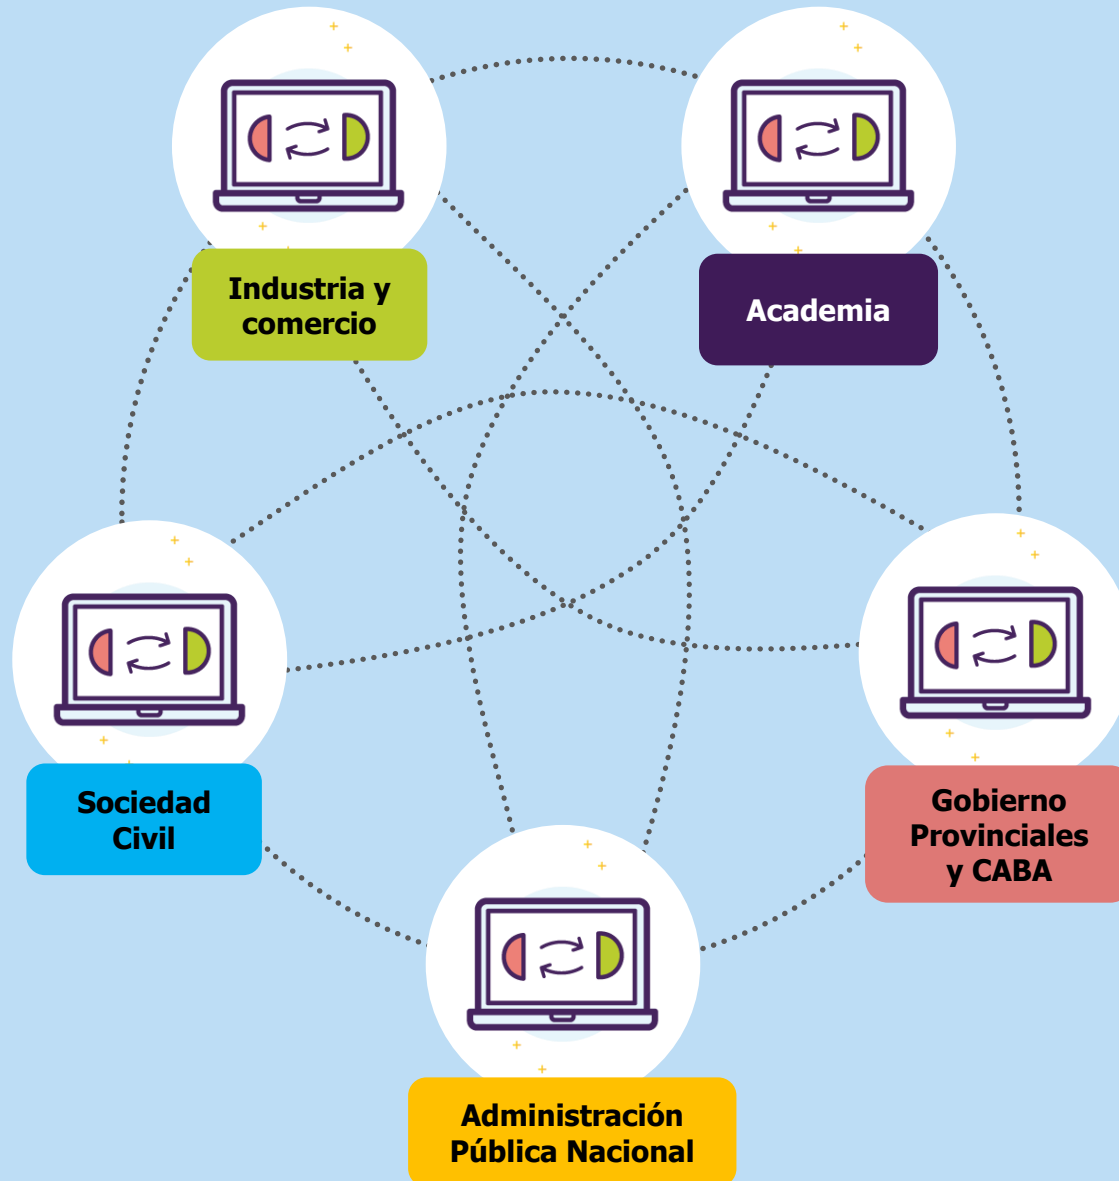 Industria y
comercio
Academia
Sociedad
Civil
Gobierno
Provinciales
y CABA
Administración
Pública Nacional